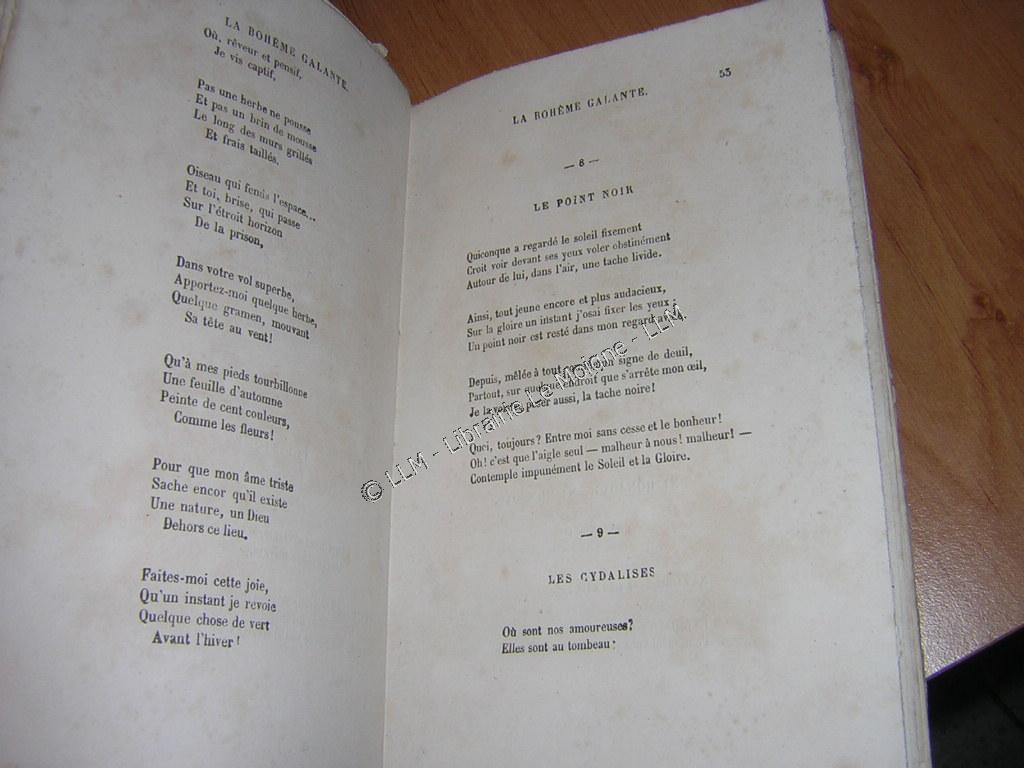 LA BOHÈME GALANTE.
Où, rêveur et pensif,
Je vis captif,
Pas une herbe ne pousse
Et pas un brin de mousse
Le long des murs grillés
Et frais taillés.
Oiseau qui fends l'espace...
Et toi, brise, qui passe
Sur l'étroit horizon
De la prison,
Dans votre vol superbe,
Apportez-moi quelque herbe,
Quelque gramen, mouvant
Sa tête au vent!
Qu'à mes pieds tourbillonne
Une feuille d'automne
Peinte de cent couleurs,
Comme les fleurs!
Pour que mon âme triste
Sache encor qu'il existe
Une nature, un Dieu
Dehors ce lieu.
Faites-moi cette joie,
Qu'un instant je revoie
Quelque chose de vert
Avant l'hiver!
53
LA BOHÈME GALANTE.
— 8 —
LE POINT NOIR
Quiconque a regardé le soleil fixement
Croit voir devant ses yeux voler obstinément
Autour de lui, dans l'air, une tache livide.
Ainsi, tout jeune encore et plus audacieux,
Sur la gloire un instant j'osai fixer les yeux;
Un point noir est resté dans mon regard
Depuis, mêlée à tout un signe de deuil,
Partout, sur quelque endroit que s'arrête mon œil,
Je la poser aussi, la tache noire!
Quoi, toujours? Entre moi sans cesse et le bonheur!
Oh! c'est que l'aigle seul — malheur à nous! malheur! —
Contemple impunément le Soleil et la Gloire.
— 9 —
LES CYDALISES
Où sont nos amoureuses?
Elles sont au tombeau:
© LLM - Librairie Le Moigne - LLM